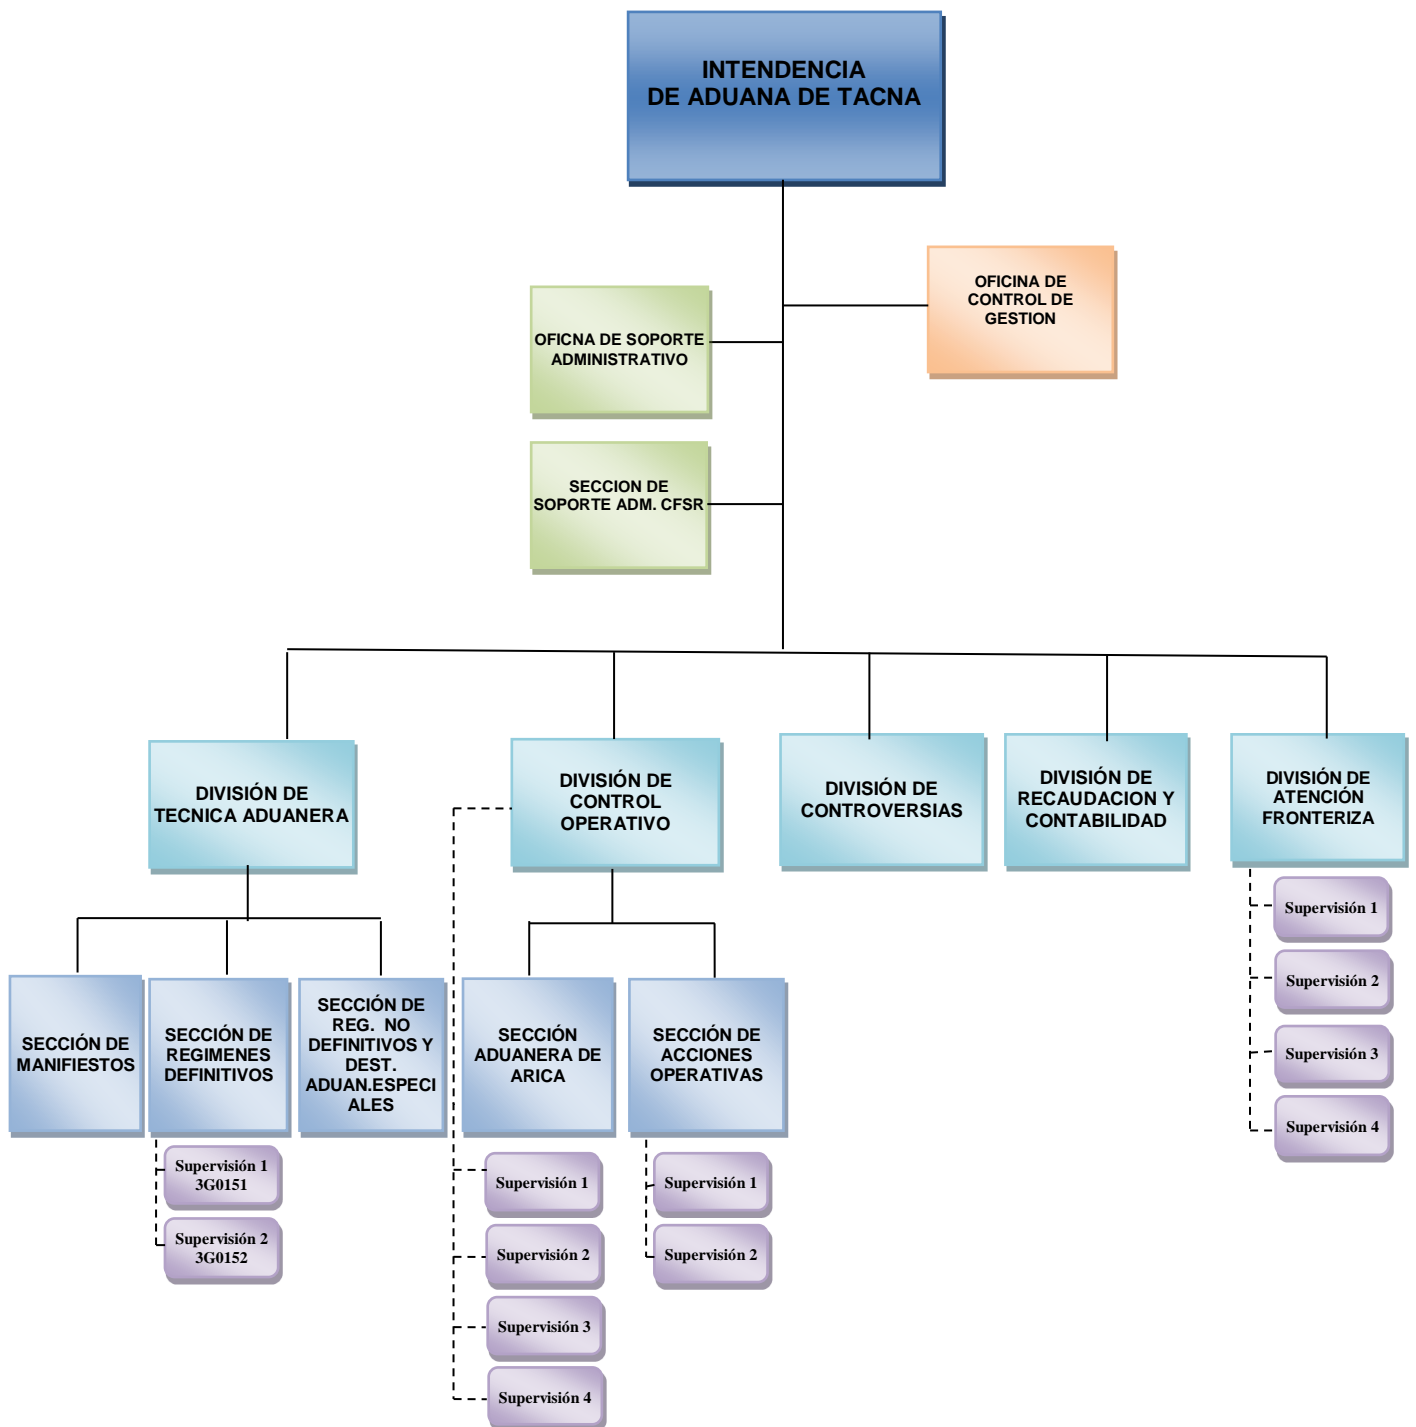 INTENDENCIA
DE ADUANA DE TACNA
OFICINA DE
CONTROL DE
GESTION
OFICNA DE SOPORTE
ADMINISTRATIVO
SECCION DE
SOPORTE ADM. CFSR
DIVISIÓN DE
TECNICA ADUANERA
DIVISIÓN DE
CONTROL
OPERATIVO
DIVISIÓN DE
CONTROVERSIAS
DIVISIÓN DE
RECAUDACION Y
CONTABILIDAD
DIVISIÓN DE
ATENCIÓN
FRONTERIZA
SECCIÓN DE
MANIFIESTOS
SECCIÓN DE
REGIMENES
DEFINITIVOS
SECCIÓN DE
REG. NO
DEFINITIVOS Y
DEST.
ADUAN.ESPECI
ALES
SECCIÓN
ADUANERA DE
ARICA
SECCIÓN DE
ACCIONES
OPERATIVAS
Supervisión 1
Supervisión 2
Supervisión 3
Supervisión 4
Supervisión 1
3G0151
Supervisión 2
3G0152
Supervisión 1
Supervisión 2
Supervisión 3
Supervisión 4
Supervisión 1
Supervisión 2